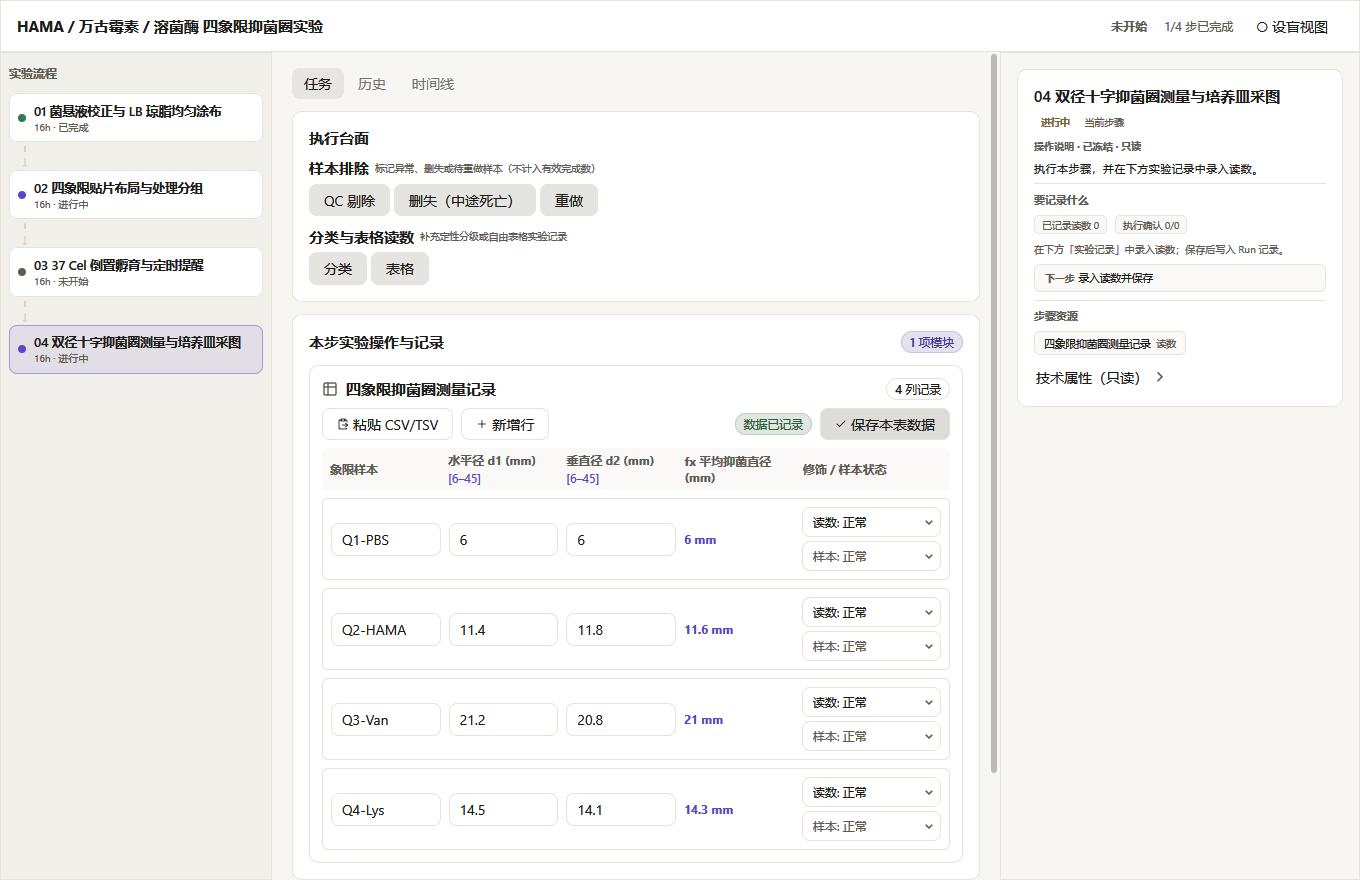 HAMA / 万古霉素 / 溶菌酶 四象限抑菌圈实验
未开始
1/4 步已完成
设盲视图
实验流程
01 菌悬液校正与 LB 琼脂均匀涂布
16h · 已完成
02 四象限贴片布局与处理分组
16h · 进行中
03 37 Cel 倒置孵育与定时提醒
16h · 未开始
04 双径十字抑菌圈测量与培养皿采图
16h · 进行中
任务
历史
时间线
执行台面
样本排除 标记异常、删失或待重做样本（不计入有效完成数）
QC 剔除
删失（中途死亡）
重做
分类与表格读数 补充定性分级或自由表格实验记录
分类
表格
本步实验操作与记录
1 项模块
四象限抑菌圈测量记录
4 列记录
粘贴 CSV/TSV
新增行
数据已记录
保存本表数据
象限样本
水平径 d1 (mm)
[6–45]
垂直径 d2 (mm)
[6–45]
fx 平均抑菌直径
(mm)
修饰 / 样本状态
Q1-PBS
6
6
6 mm
读数: 正常
样本: 正常
Q2-HAMA
11.4
11.8
11.6 mm
读数: 正常
样本: 正常
Q3-Van
21.2
20.8
21 mm
读数: 正常
样本: 正常
Q4-Lys
14.5
14.1
14.3 mm
读数: 正常
样本: 正常
04 双径十字抑菌圈测量与培养皿采图
进行中
当前步骤
操作说明 · 已冻结 · 只读
执行本步骤，并在下方实验记录中录入读数。
要记录什么
已记录读数 0
执行确认 0/0
在下方「实验记录」中录入读数；保存后写入 Run 记录。
下一步 录入读数并保存
步骤资源
四象限抑菌圈测量记录 读数
技术属性（只读）